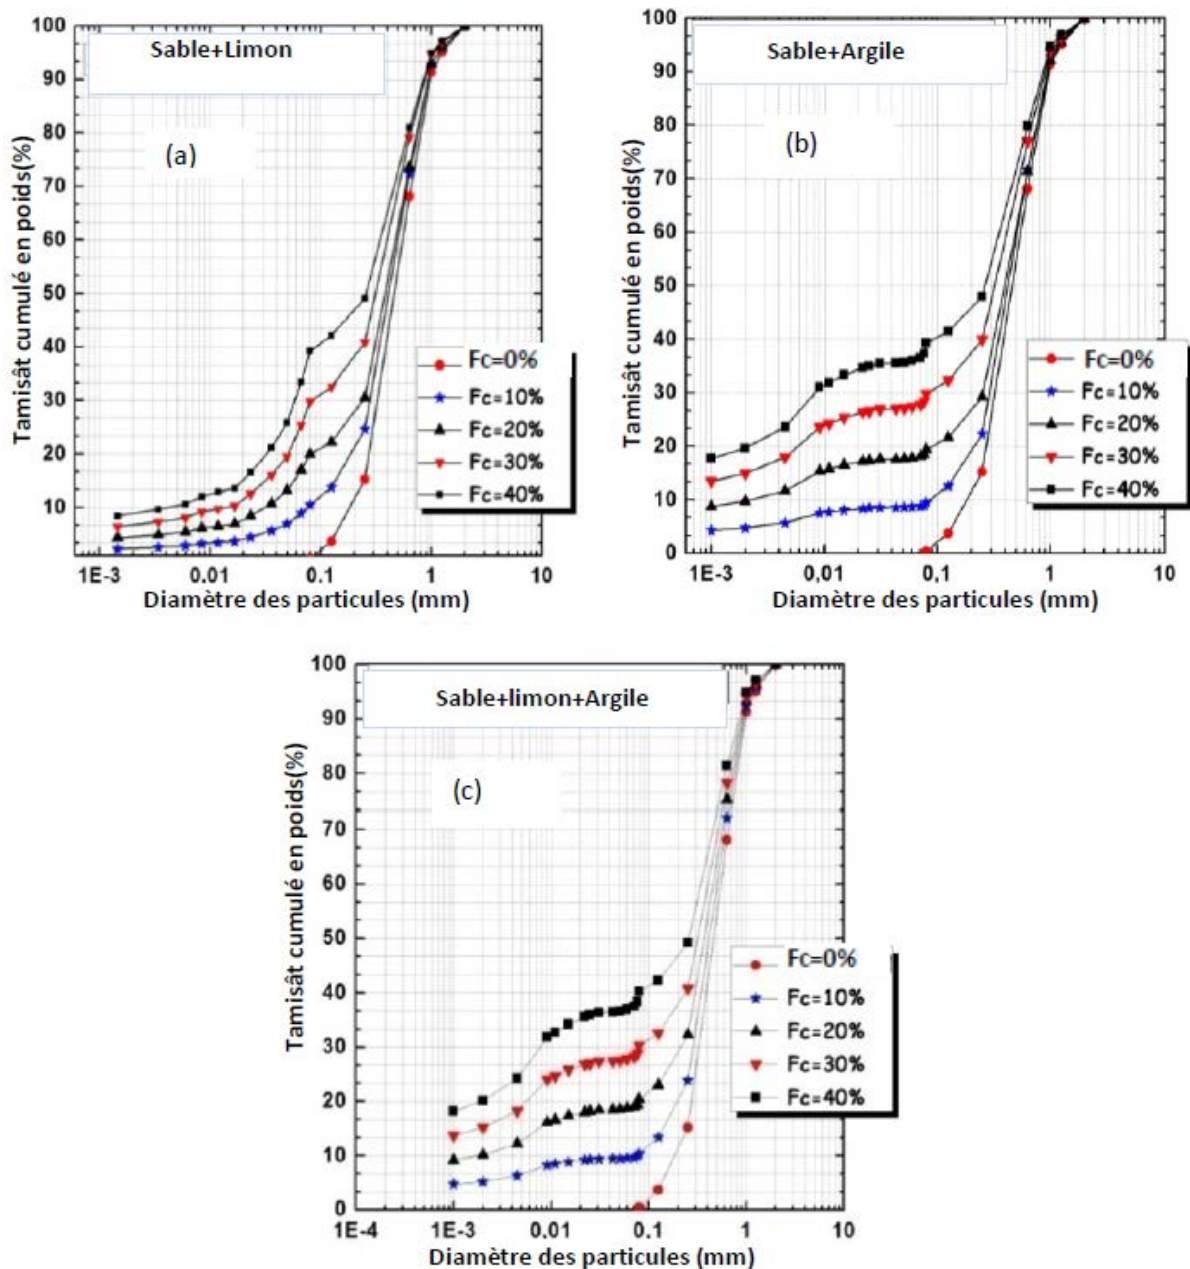 Sable+Limon
(a)
Tamisât cumulé en poids(%)
100
90
80
70
60
50
40
30
20
10
Fc=0%
Fc=10%
Fc=20%
Fc=30%
Fc=40%
1E-3
0.01
0.1
1
10
Diamètre des particules (mm)
Sable+Argile
(b)
Tamisât cumulé en poids(%)
100
90
80
70
60
50
40
30
20
10
0
Fc=0%
Fc=10%
Fc=20%
Fc=30%
Fc=40%
1E-3
0.01
0.1
1
10
Diamètre des particules (mm)
Sable+limon+Argile
(c)
Tamisât cumulé en poids(%)
100
90
80
70
60
50
40
30
20
10
0
Fc=0%
Fc=10%
Fc=20%
Fc=30%
Fc=40%
1E-4
1E-3
0.01
0.1
1
10
Diamètre des particules (mm)